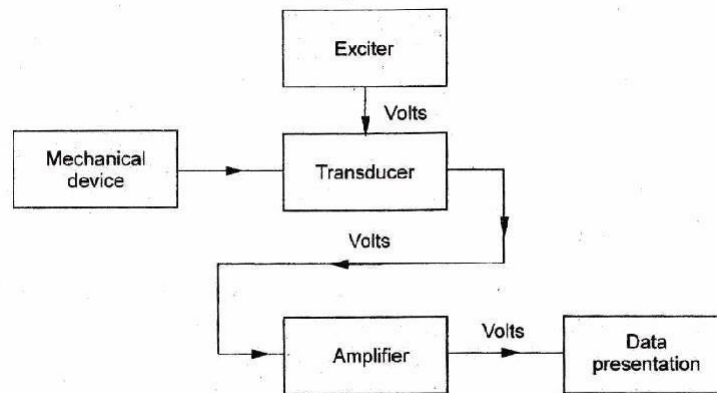 Exciter
Volts
Mechanical
device
Transducer
Volts
Amplifier
Volts
Data
presentation